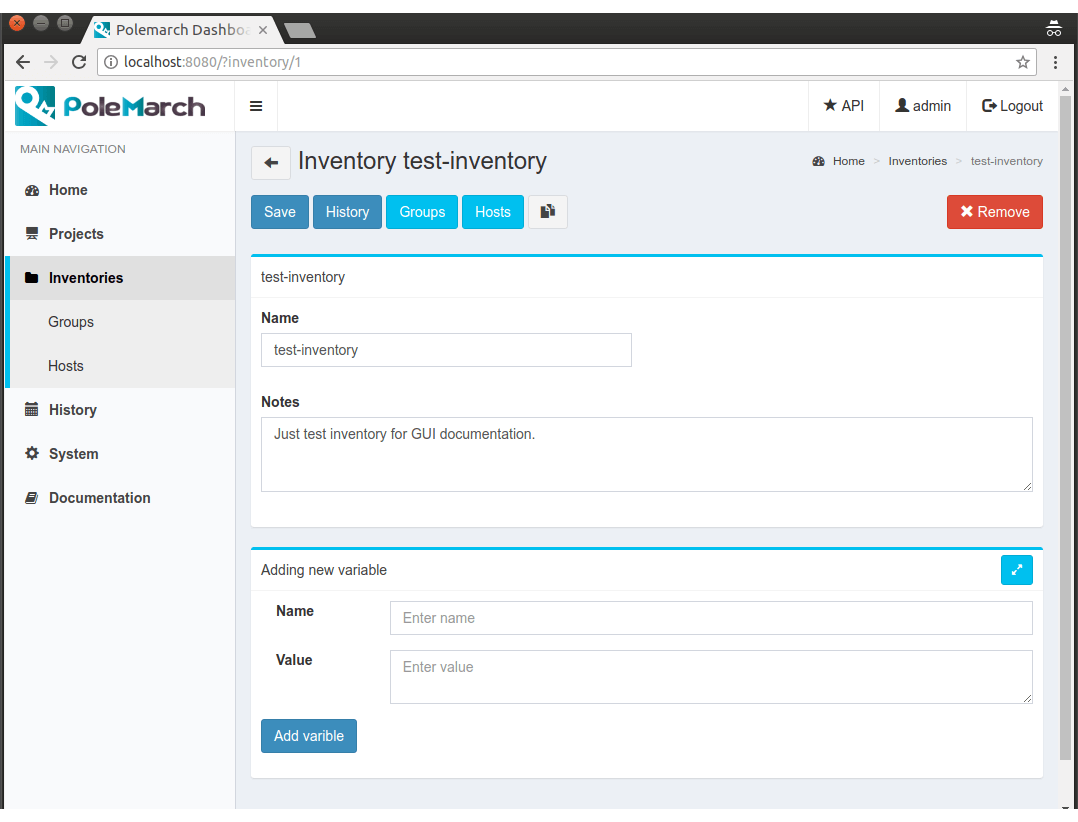 Polemarch Dashbo
localhost:8080/?inventory/1
PoleMarch
API
admin
Logout
MAIN NAVIGATION
Home
Projects
Inventories
Groups
Hosts
History
System
Documentation
Inventory test-inventory
Home > Inventories > test-inventory
Save
History
Groups
Hosts
Remove
test-inventory
Name
test-inventory
Notes
Just test inventory for GUI documentation.
Adding new variable
Name
Enter name
Value
Enter value
Add varible